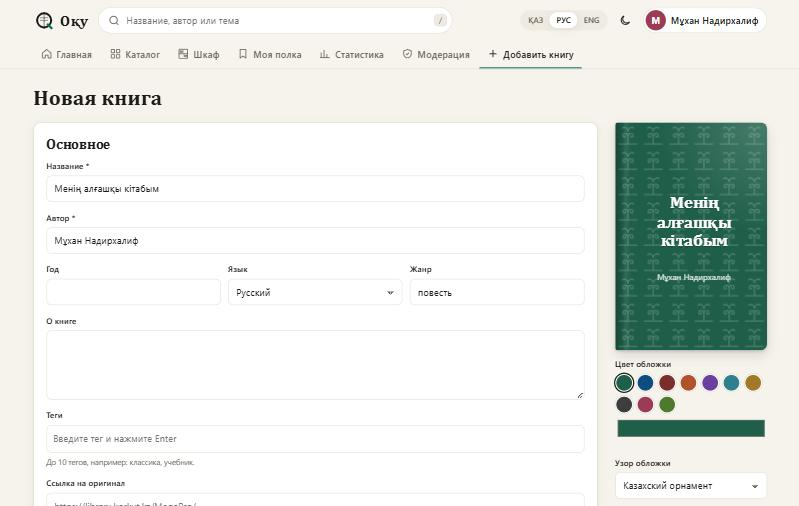 Оқу
Название, автор или тема
/
ҚАЗ РУС ENG
М Мұхан Надирхалиф
Главная Каталог Шкаф Моя полка Статистика Модерация + Добавить книгу
Новая книга
Основное
Название *
Менің алғашқы кітабым
Автор *
Мұхан Надирхалиф
Год Язык Жанр
Русский повесть
О книге
Теги
Введите тег и нажмите Enter
До 10 тегов, например: классика, учебник.
Ссылка на оригинал
Менің
алғашқы
кітабым
Мұхан Надирхалиф
Цвет обложки
Узор обложки
Казахский орнамент